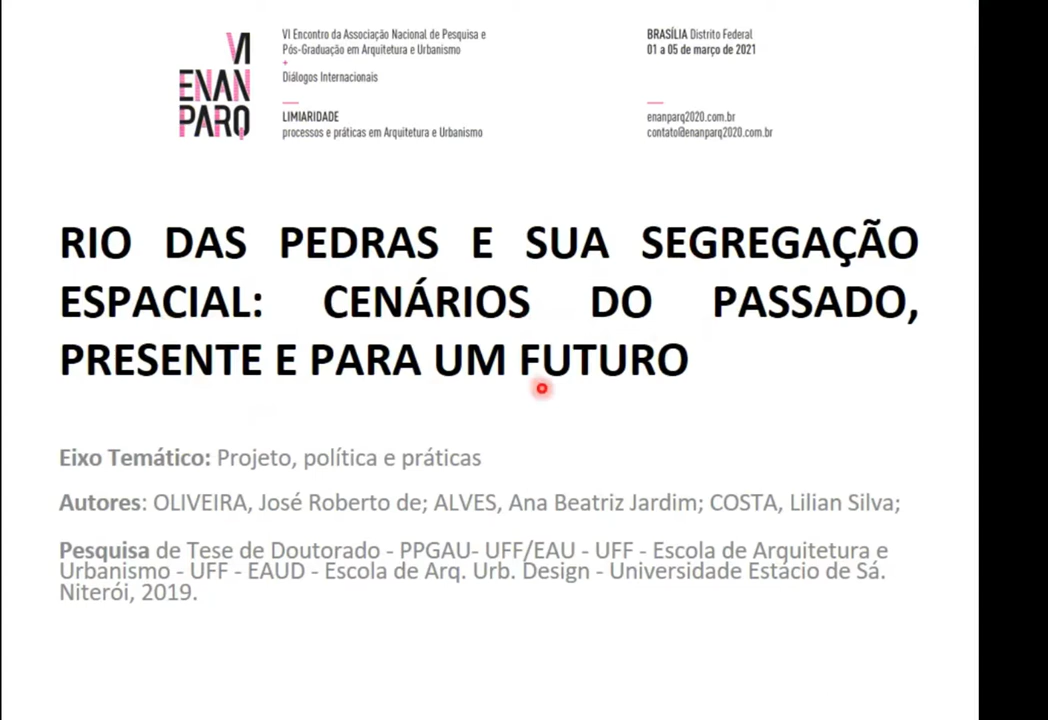 VI
ENAN
PARQ
VI Encontro da Associação Nacional de Pesquisa e
Pós-Graduação em Arquitetura e Urbanismo
+
Diálogos Internacionais
LIMIARIDADE
processos e práticas em Arquitetura e Urbanismo
BRASÍLIA Distrito Federal
01 a 05 de março de 2021
enanparq2020.com.br
contato@enanparq2020.com.br
RIO DAS PEDRAS E SUA SEGREGAÇÃO
ESPACIAL: CENÁRIOS DO PASSADO,
PRESENTE E PARA UM FUTURO
Eixo Temático: Projeto, política e práticas
Autores: OLIVEIRA, José Roberto de; ALVES, Ana Beatriz Jardim; COSTA, Lilian Silva;
Pesquisa de Tese de Doutorado - PPGAU- UFF/EAU - UFF - Escola de Arquitetura e
Urbanismo - UFF - EAUD - Escola de Arq. Urb. Design - Universidade Estácio de Sá.
Niterói, 2019.